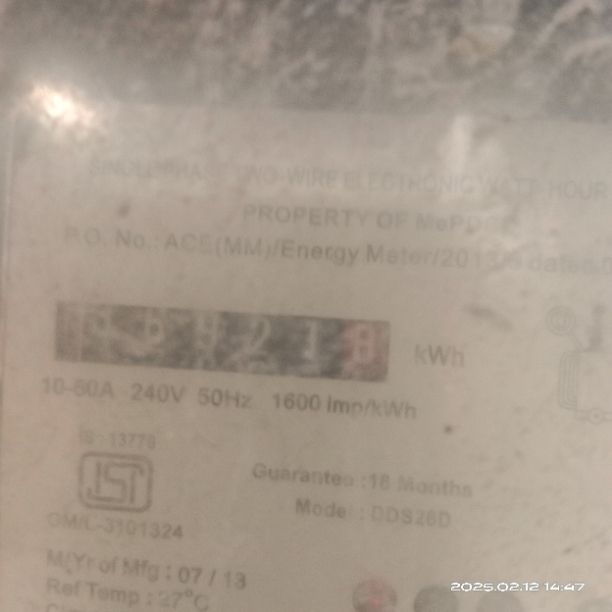 SINGLE PHASE TWO-WIRE ELECTRONIC WATT HOUR
PROPERTY OF MePDCL
P.O. No.: ACE(MM)/Energy Meter/2013/
kWh
10-60A 240V 50Hz 1600 Imp/kWh
IS : 13779
ISI
Guarantee :18 Months
CM/L-3101324
Model : DDS28D
M/Yr of Mfg : 07 / 13
Ref Temp : 27°C
2025.02.12 14:47